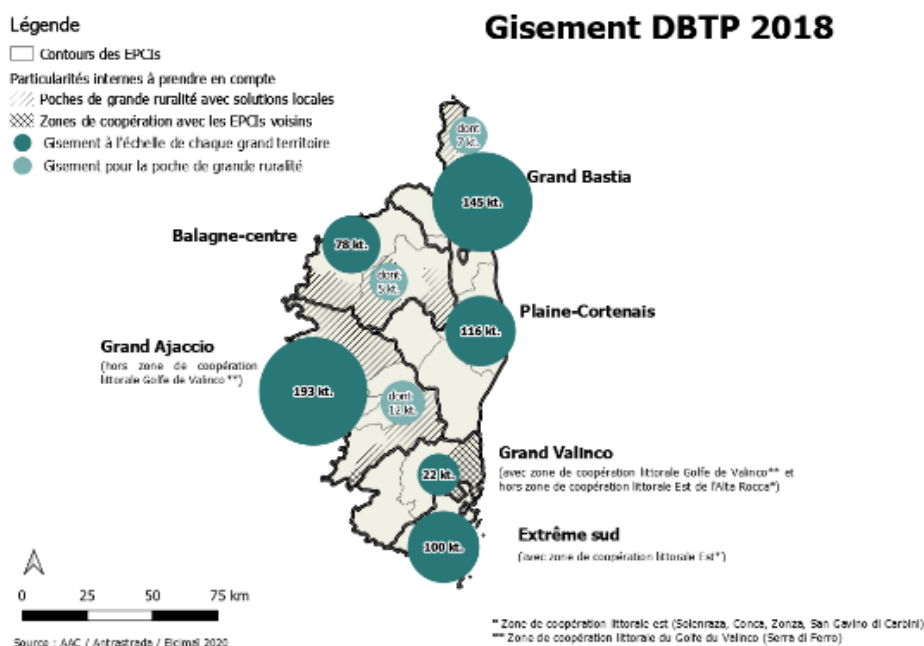 Légende
Gisement DBTP 2018
Contours des EPCIs
Particularités internes à prendre en compte
Poches de grande ruralité avec solutions locales
Zones de coopération avec les EPCIs voisins
Gisement à l'échelle de chaque grand territoire
Gisement pour la poche de grande ruralité
dont
7 kt.
Grand Bastia
145 kt.
Balagne-centre
78 kt.
dont
5 kt.
Plaine-Cortenais
116 kt.
Grand Ajaccio
(hors zone de coopération
littorale Golfe de Valinco**)
193 kt.
dont
12 kt.
Grand Valinco
(avec zone de coopération littorale Golfe de Valinco** et
hors zone de coopération littorale Est de l'Alta Rocca*)
22 kt.
Extrême sud
(avec zone de coopération littorale Est*)
100 kt.
0 25 50 75 km
* Zone de coopération littorale est (Solenraza, Conca, Zonza, San Gavino di Carbini)
** Zone de coopération littorale du Golfe du Valinco (Serra di Ferro)
Source : AAC / Antrastrada / Elcimaï 2020